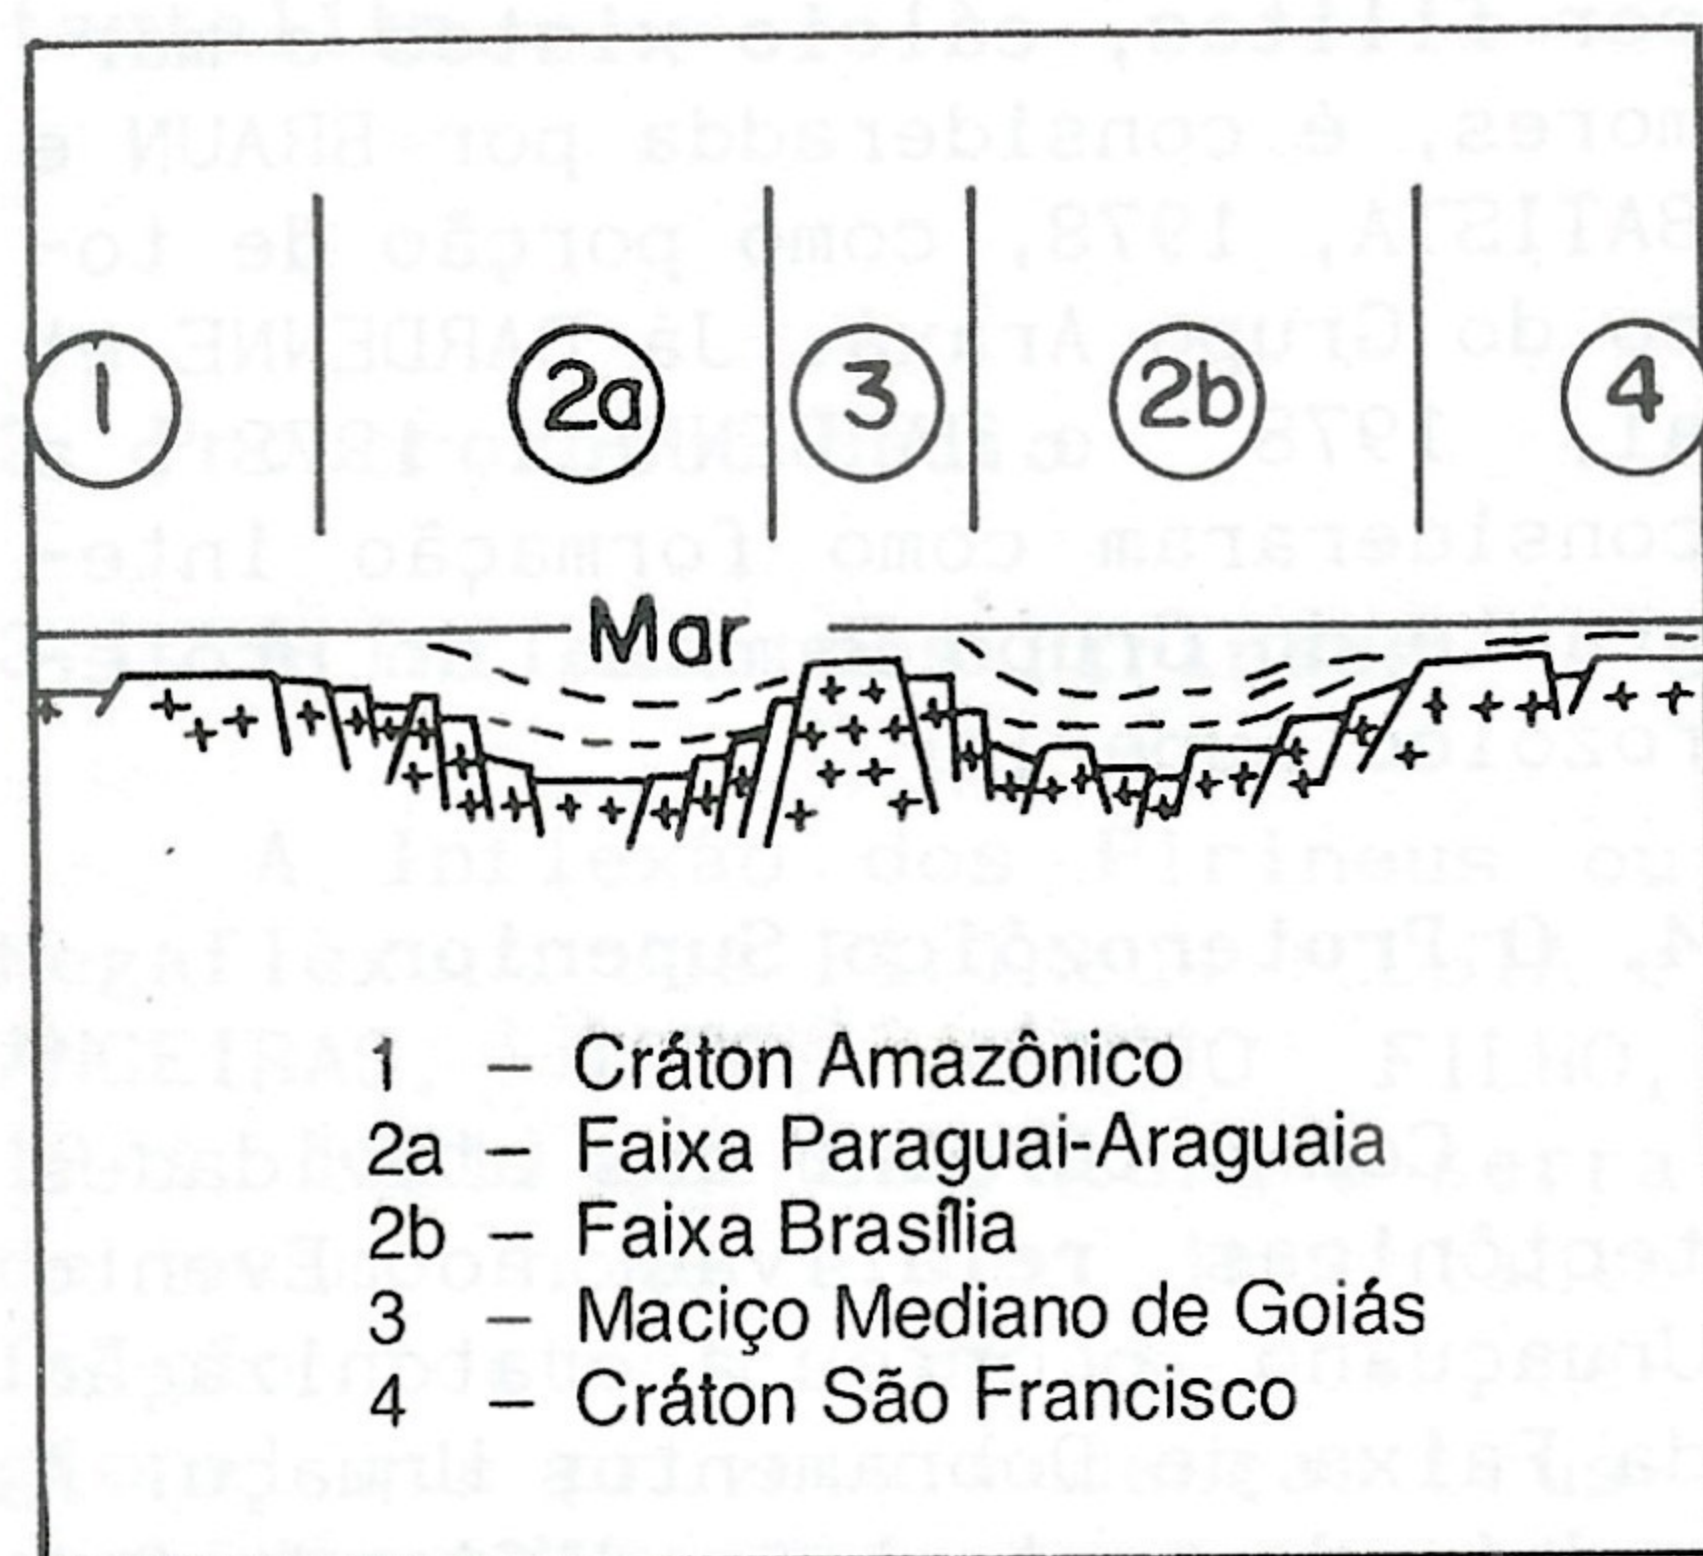 1 2a 3 2b 4
Mar
1 – Cráton Amazônico
2a – Faixa Paraguai-Araguaia
2b – Faixa Brasília
3 – Maciço Mediano de Goiás
4 – Cráton São Francisco